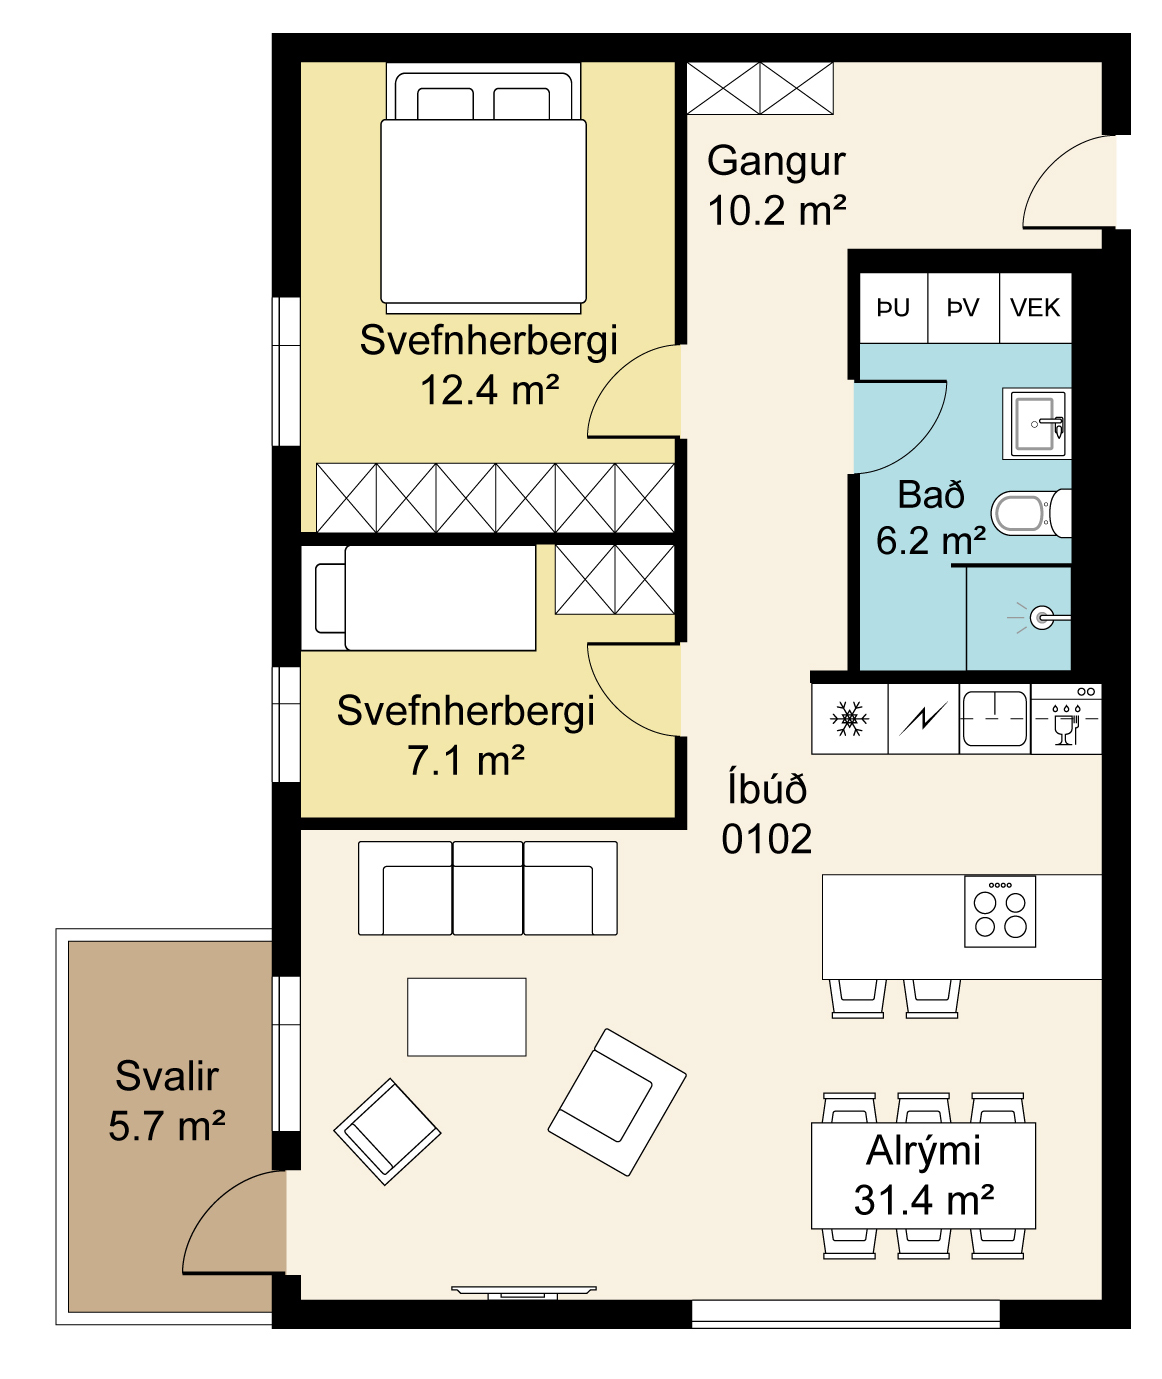 Gangur
10.2 m²
ÞU ÞV VEK
Svefnherbergi
12.4 m²
Bað
6.2 m²
Svefnherbergi
7.1 m²
Íbúð
0102
Svalir
5.7 m²
Alrými
31.4 m²